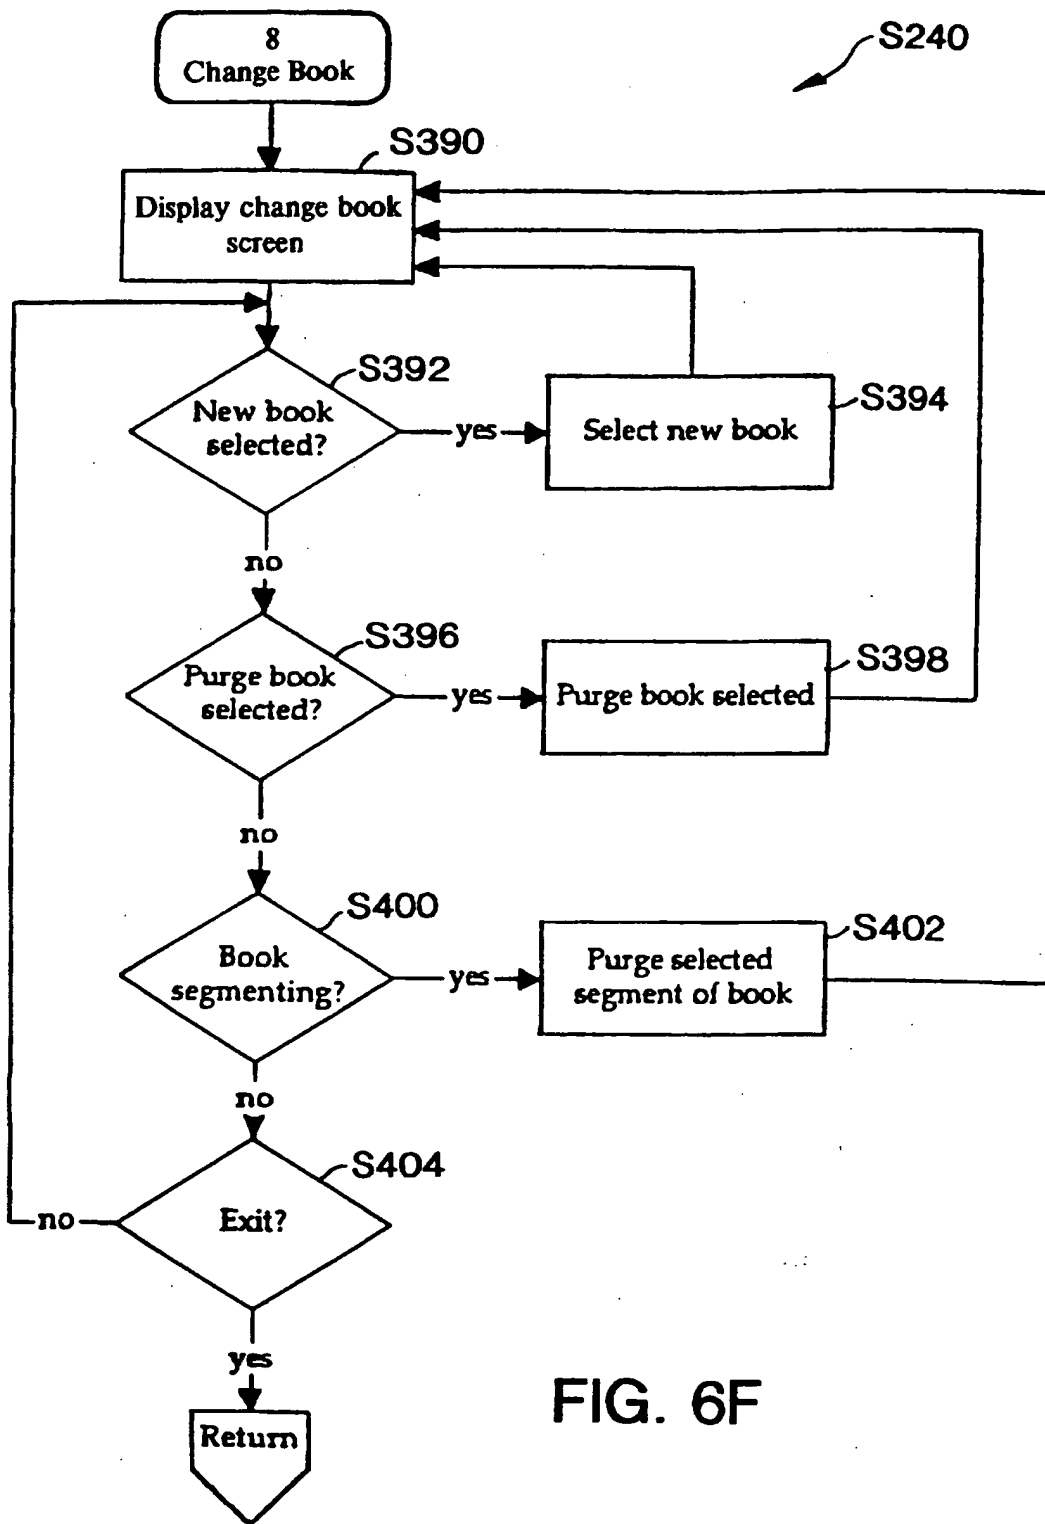 8
Change Book
S240
S390
Display change book
screen
S392
New book
selected?
yes
S394
Select new book
no
S396
Purge book
selected?
yes
S398
Purge book selected
no
S400
Book
segmenting?
yes
S402
Purge selected
segment of book
no
S404
Exit?
no
yes
Return
FIG. 6F